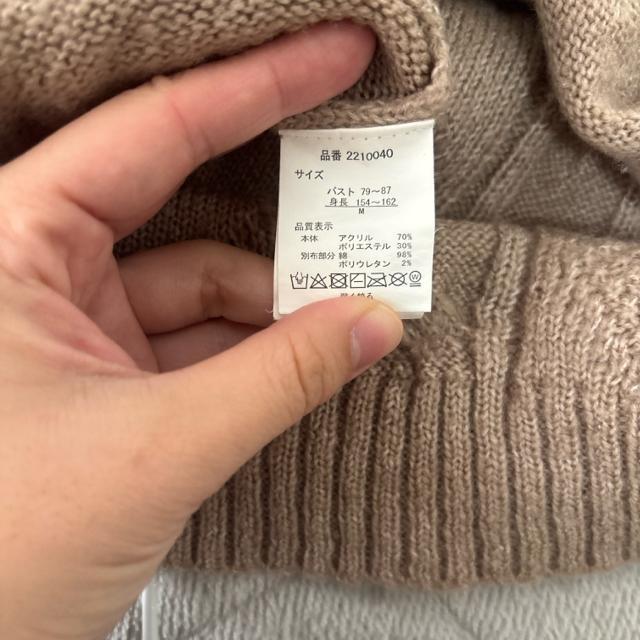 品番 2210040
サイズ
バスト 79〜87
身長 154〜162
M
品質表示
本体 アクリル 70%
ポリエステル 30%
別布部分 綿 98%
ポリウレタン 2%